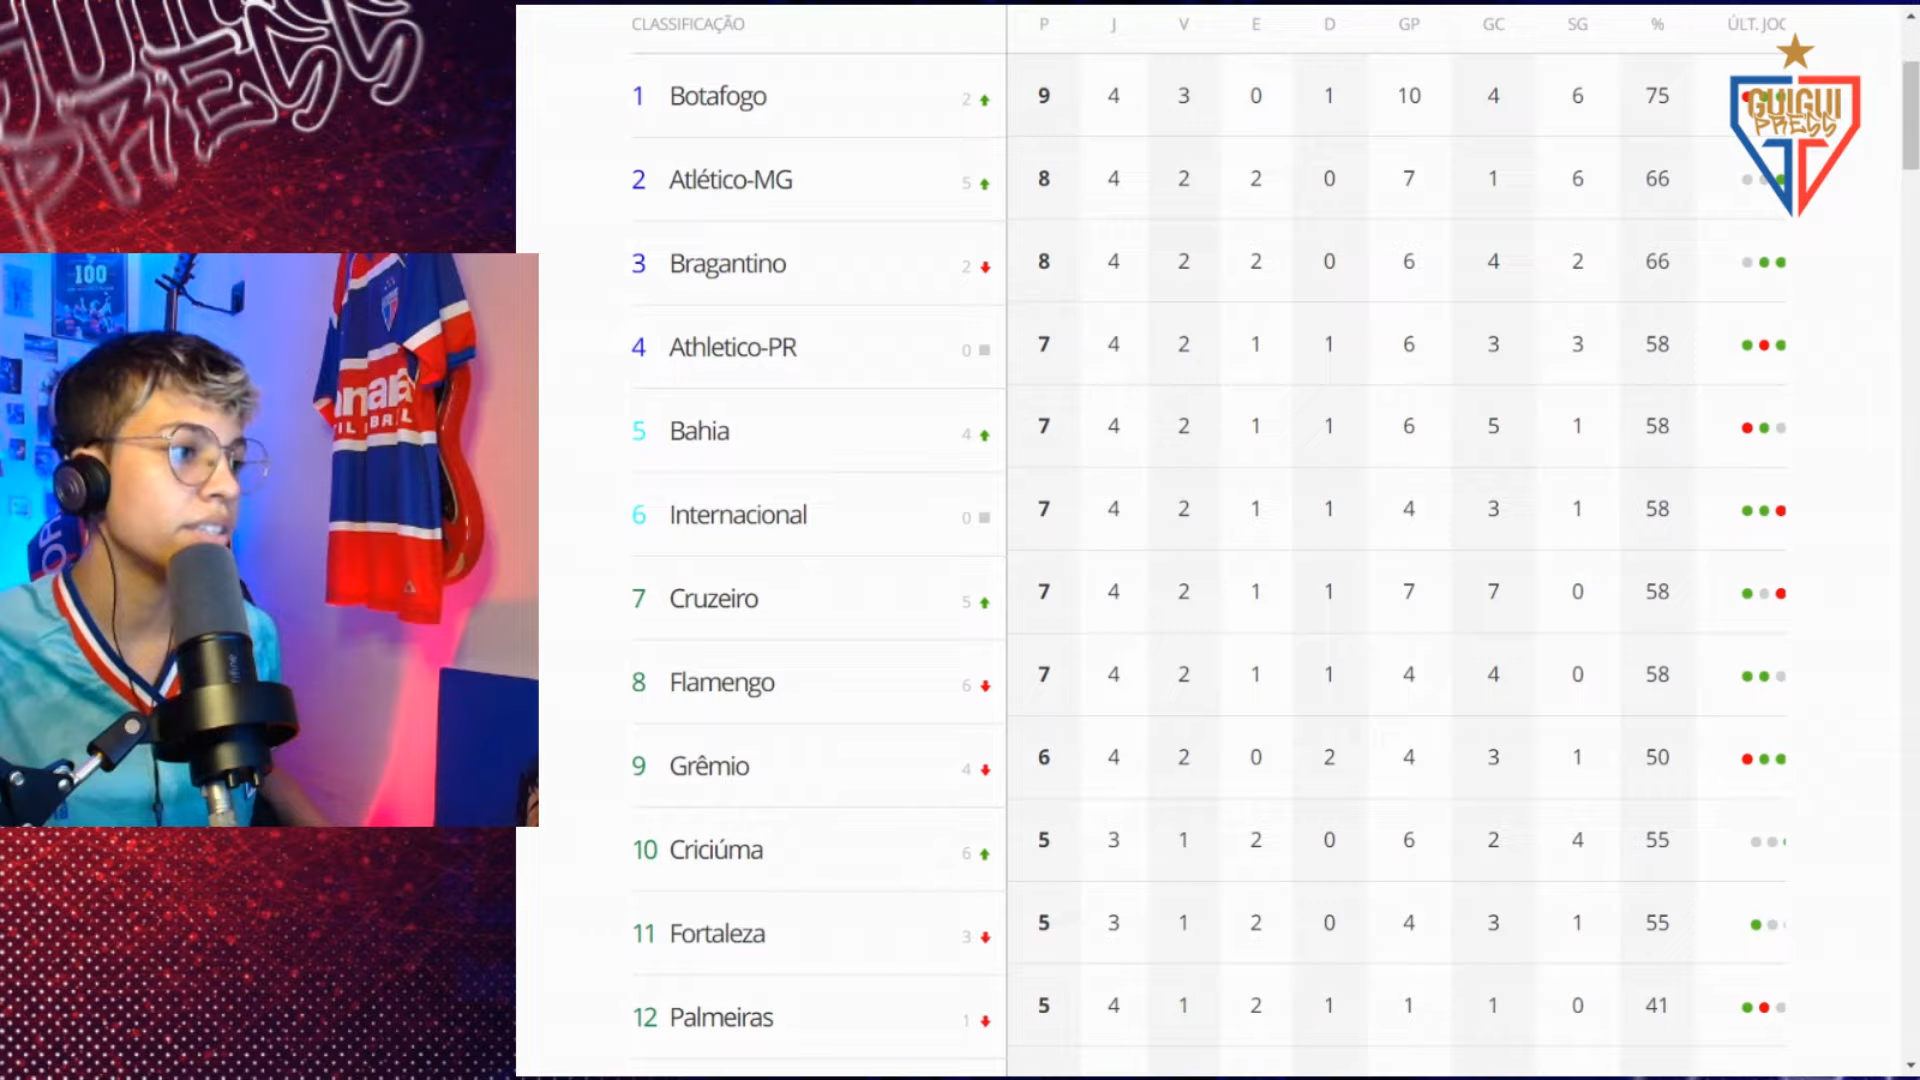 PRESS
CLASSIFICAÇÃO P J V E D GP GC SG % ÚLT. JOG
1 Botafogo 2 9 4 3 0 1 10 4 6 75
GUIGUI
PRESS
2 Atlético-MG 5 8 4 2 2 0 7 1 6 66
3 Bragantino 2 8 4 2 2 0 6 4 2 66
4 Athletico-PR 0 7 4 2 1 1 6 3 3 58
5 Bahia 4 7 4 2 1 1 6 5 1 58
6 Internacional 0 7 4 2 1 1 4 3 1 58
7 Cruzeiro 5 7 4 2 1 1 7 7 0 58
8 Flamengo 6 7 4 2 1 1 4 4 0 58
9 Grêmio 4 6 4 2 0 2 4 3 1 50
10 Criciúma 6 5 3 1 2 0 6 2 4 55
11 Fortaleza 3 5 3 1 2 0 4 3 1 55
12 Palmeiras 1 5 4 1 2 1 1 1 0 41
100
fifine